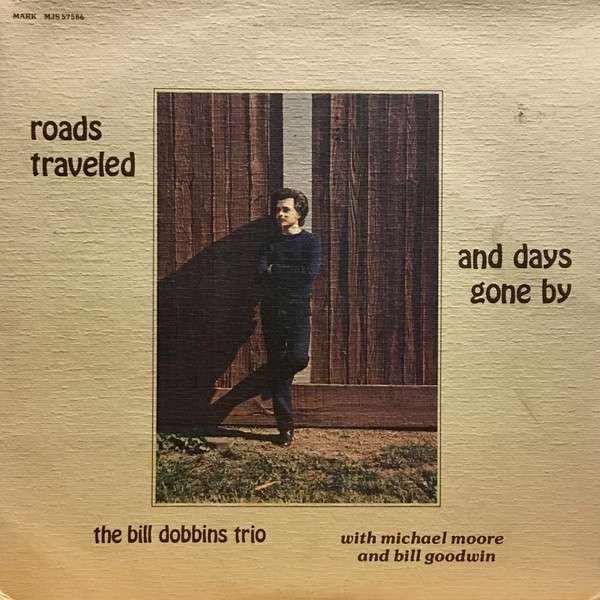 MARK MJS 57586
roads
traveled
and days
gone by
the bill dobbins trio
with michael moore
and bill goodwin